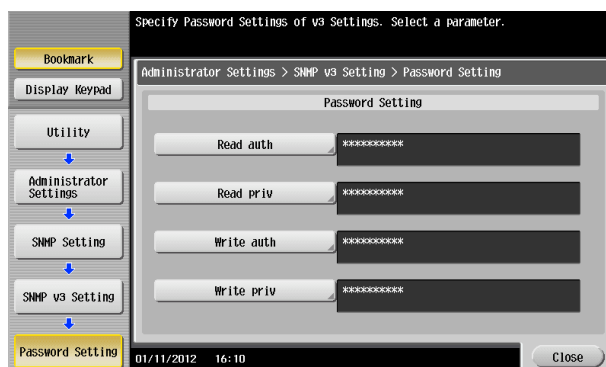 Specify Password Settings of v3 Settings. Select a parameter.
Bookmark
Display Keypad
Utility
Administrator
Settings
SNMP Setting
SNMP v3 Setting
Password Setting
Administrator Settings > SNMP v3 Setting > Password Setting
Password Setting
Read auth **********
Read priv **********
Write auth **********
Write priv **********
01/11/2012 16:10
Close